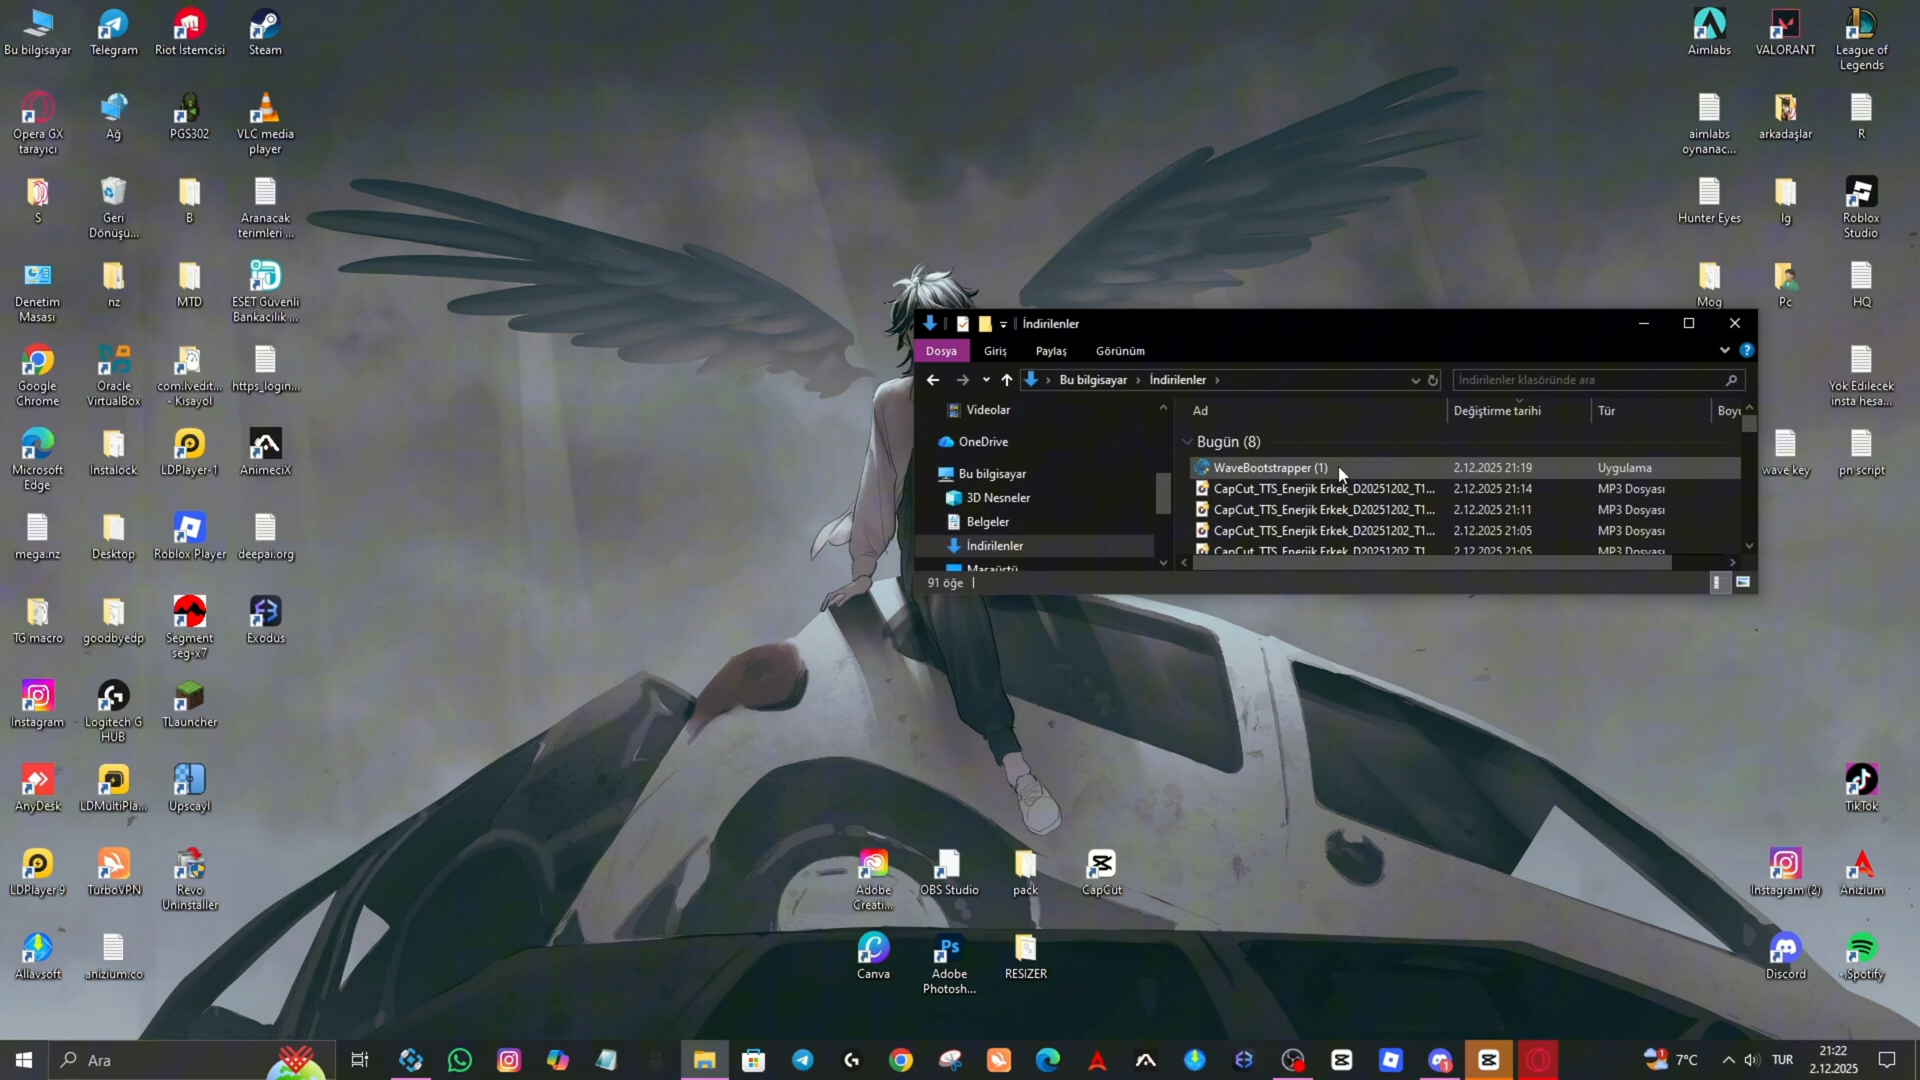 Bu bilgisayar
Telegram
Riot İstemcisi
Steam
Opera GX
tarayıcı
Ağ
PGS302
VLC media
player
S
Geri
Dönüşü...
B
Aranacak
terimleri ...
Denetim
Masası
nz
MTD
ESET Güvenli
Bankacılık ...
Google
Chrome
Oracle
VirtualBox
com.lvedit...
- Kısayol
https_login...
Microsoft
Edge
Instalock
LDPlayer-1
AnimeciX
mega.nz
Desktop
Roblox Player
deepai.org
TG macro
goodbyedp
Segment
seg-x7
Exodus
Instagram
Logitech G
HUB
TLauncher
AnyDesk
LDMultiPla...
Upscayl
LDPlayer 9
TurboVPN
Revo
Uninstaller
Allavsoft
anizium.co
Adobe
Creati...
OBS Studio
pack
CapCut
Canva
Adobe
Photosh...
RESIZER
Aimlabs
VALORANT
League of
Legends
aimlabs
oynanac...
arkadaşlar
R
Hunter Eyes
Ig
Roblox
Studio
Mog
Pc
HQ
Yok Edilecek
insta hesa...
wave key
pn script
TikTok
Instagram (2)
Anizium
Discord
Spotify
İndirilenler
Dosya
Giriş
Paylaş
Görünüm
Bu bilgisayar
İndirilenler
İndirilenler klasöründe ara
Videolar
OneDrive
Bu bilgisayar
3D Nesneler
Belgeler
İndirilenler
Masaüstü
Ad
Değiştirme tarihi
Tür
Boyu
Bugün (8)
WaveBootstrapper (1) 2.12.2025 21:19 Uygulama
CapCut_TTS_Enerjik Erkek_D20251202_T1... 2.12.2025 21:14 MP3 Dosyası
CapCut_TTS_Enerjik Erkek_D20251202_T1... 2.12.2025 21:11 MP3 Dosyası
CapCut_TTS_Enerjik Erkek_D20251202_T1... 2.12.2025 21:05 MP3 Dosyası
CapCut_TTS_Enerjik Erkek_D20251202_T1... 2.12.2025 21:05 MP3 Dosyası
91 öğe
Ara
7°C
TUR
21:22
2.12.2025